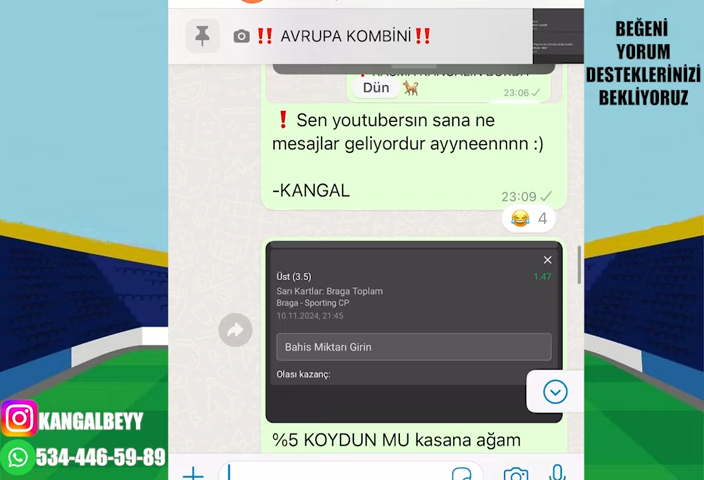 ‼️ AVRUPA KOMBİNİ‼️
BEĞENİ
YORUM
DESTEKLERİNİZİ
BEKLİYORUZ
Dün
23:06
❗ Sen youtubersın sana ne
mesajlar geliyordur ayyneennnn :)
-KANGAL
23:09
😂 4
Üst (3.5)
1.47
Sarı Kartlar: Braga Toplam
Braga - Sporting CP
10.11.2024, 21:45
Bahis Miktarı Girin
Olası kazanç:
%5 KOYDUN MU kasana ağam
KANGALBEYY
534-446-59-89